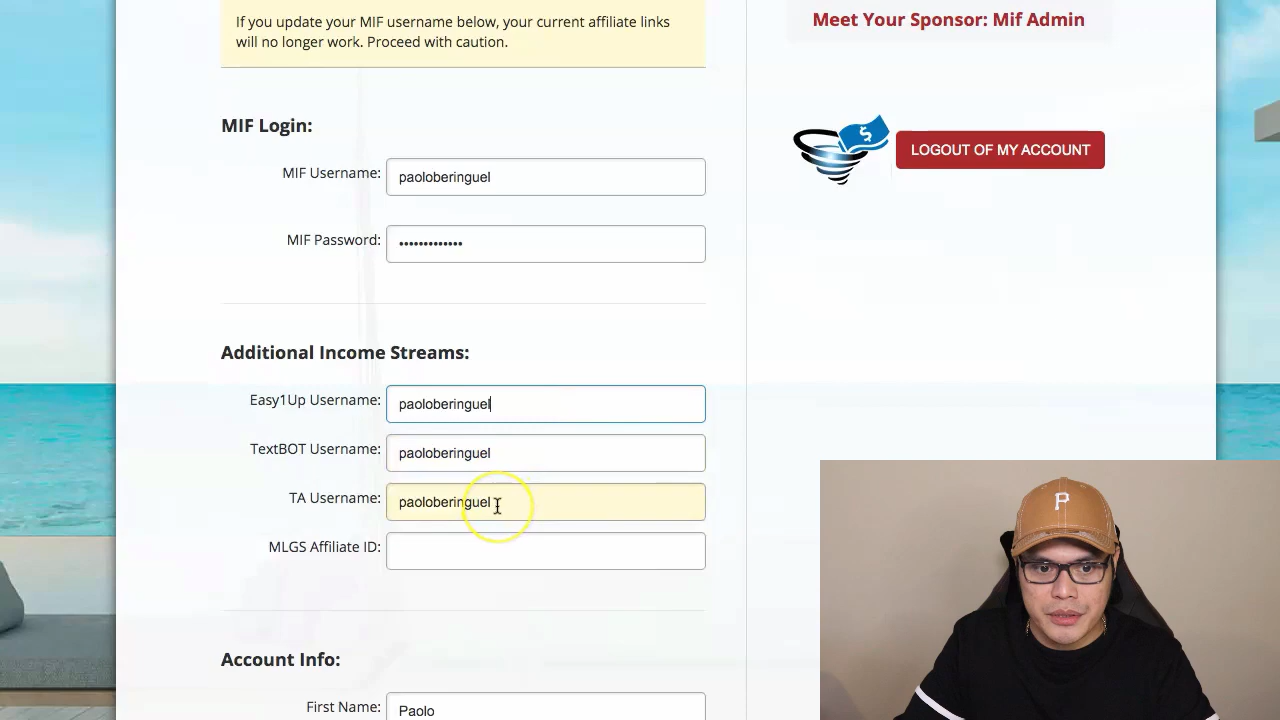 If you update your MIF username below, your current affiliate links
will no longer work. Proceed with caution.
Meet Your Sponsor: Mif Admin
LOGOUT OF MY ACCOUNT
MIF Login:
MIF Username: paoloberinguel
MIF Password: •••••••••••••
Additional Income Streams:
Easy1Up Username: paoloberinguel
TextBOT Username: paoloberinguel
TA Username: paoloberinguel
MLGS Affiliate ID:
Account Info:
First Name: Paolo
P
$